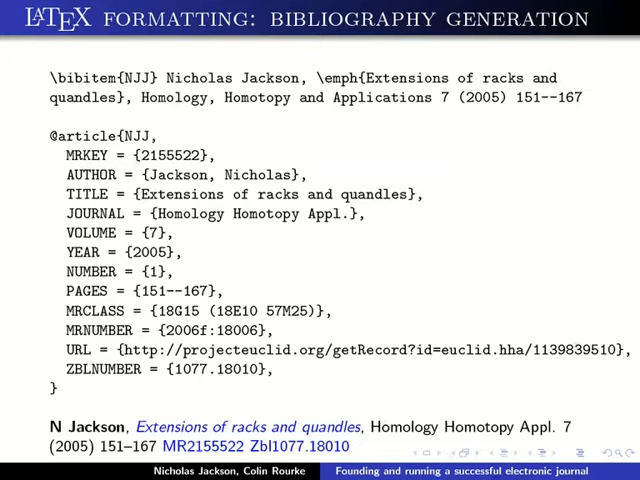 LATEX FORMATTING: BIBLIOGRAPHY GENERATION
\bibitem{NJJ} Nicholas Jackson, \emph{Extensions of racks and
quandles}, Homology, Homotopy and Applications 7 (2005) 151--167
@article{NJJ,
MRKEY = {2155522},
AUTHOR = {Jackson, Nicholas},
TITLE = {Extensions of racks and quandles},
JOURNAL = {Homology Homotopy Appl.},
VOLUME = {7},
YEAR = {2005},
NUMBER = {1},
PAGES = {151--167},
MRCLASS = {18G15 (18E10 57M25)},
MRNUMBER = {2006f:18006},
URL = {http://projecteuclid.org/getRecord?id=euclid.hha/1139839510},
ZBLNUMBER = {1077.18010},
}
N Jackson, Extensions of racks and quandles, Homology Homotopy Appl. 7
(2005) 151–167 MR2155522 Zbl1077.18010
Nicholas Jackson, Colin Rourke Founding and running a successful electronic journal